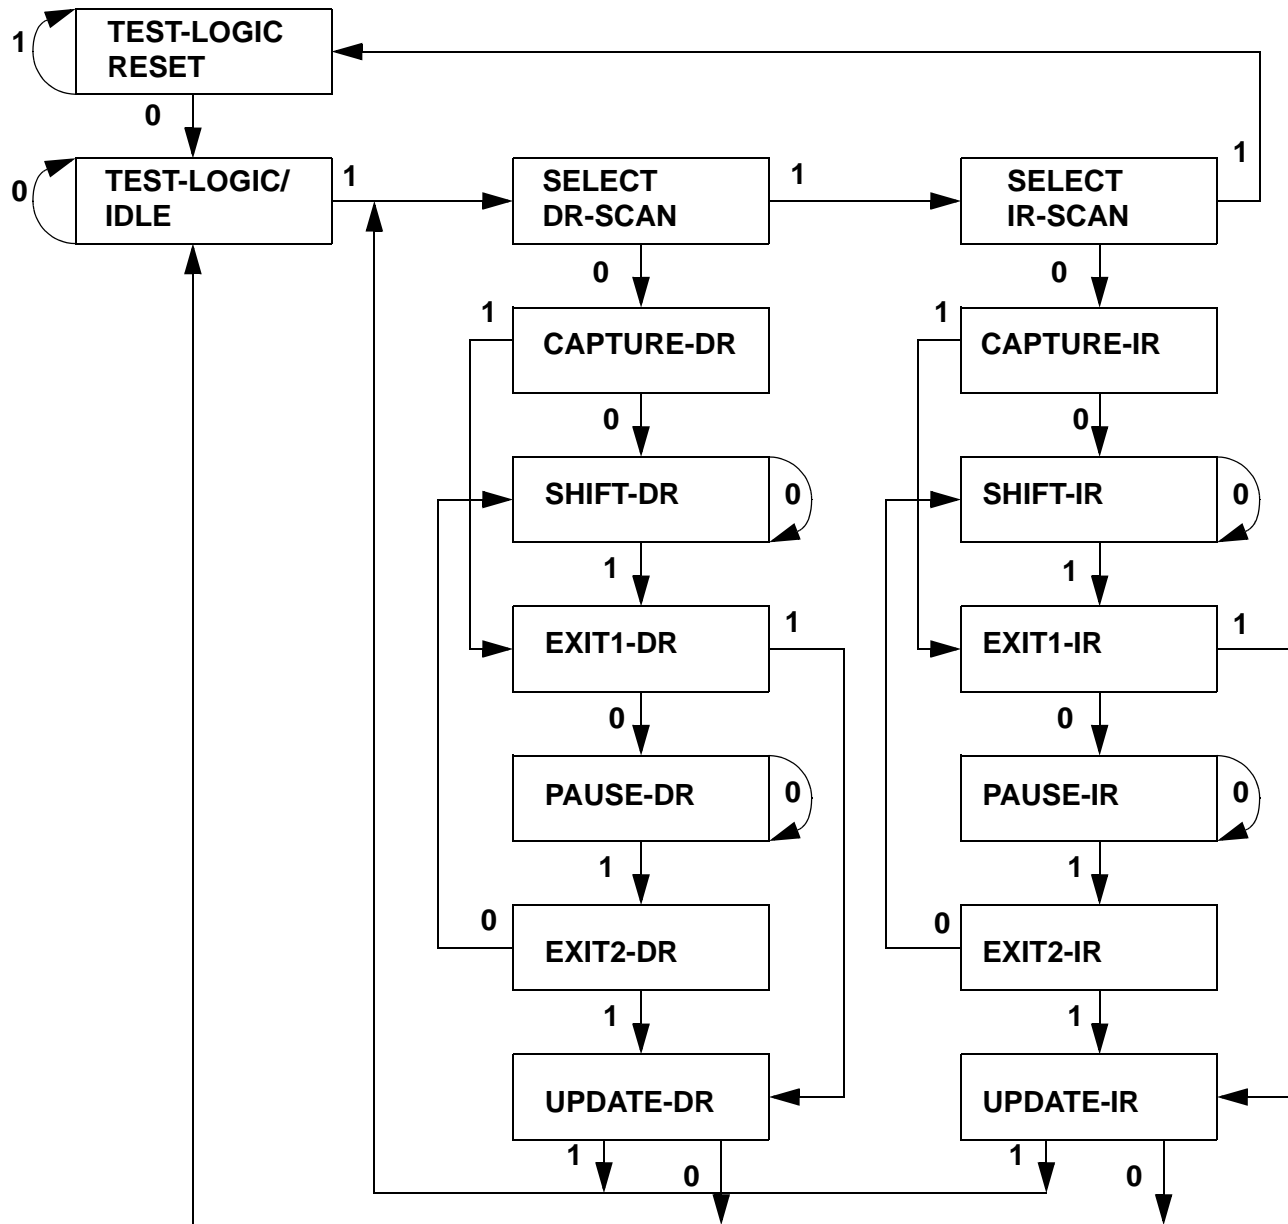 TEST-LOGIC
RESET
1
0
TEST-LOGIC/
IDLE
0
1
SELECT
DR-SCAN
1
SELECT
IR-SCAN
1
0
0
1
CAPTURE-DR
1
CAPTURE-IR
0
0
SHIFT-DR
0
SHIFT-IR
0
1
1
EXIT1-DR
1
EXIT1-IR
1
0
0
PAUSE-DR
0
PAUSE-IR
0
1
1
0
EXIT2-DR
0
EXIT2-IR
1
1
UPDATE-DR
UPDATE-IR
1
0
1
0